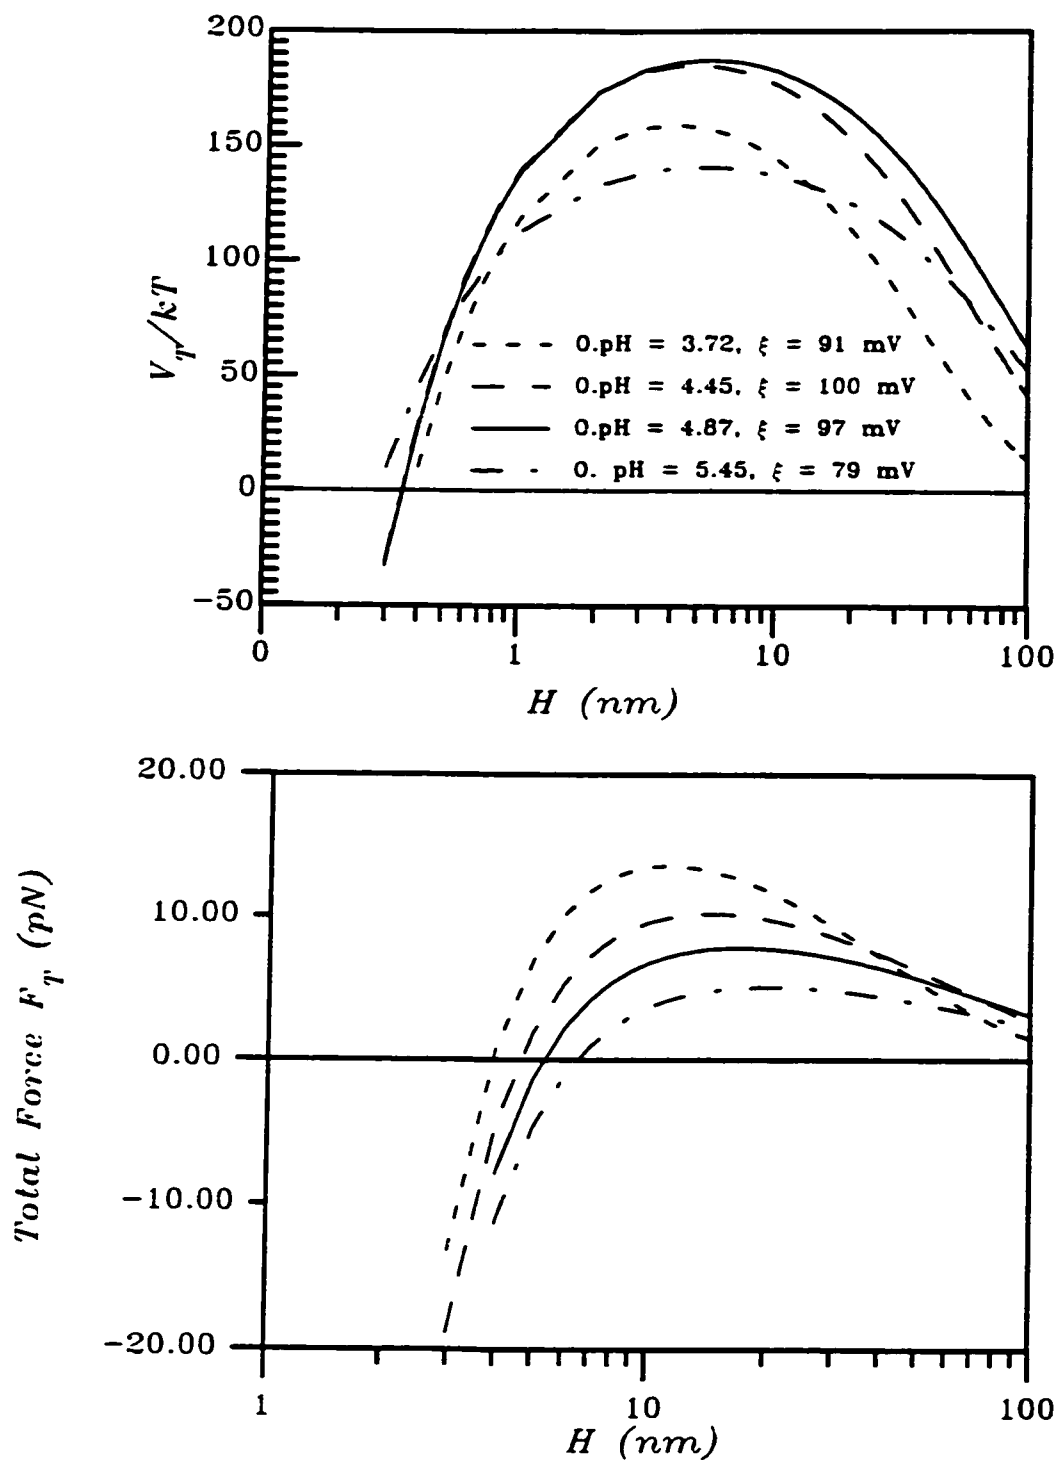 200
150
100
50
0
-50
V_T/kT
0.pH = 3.72, ξ = 91 mV
0.pH = 4.45, ξ = 100 mV
0.pH = 4.87, ξ = 97 mV
0. pH = 5.45, ξ = 79 mV
0 1 10 100
H (nm)
20.00
10.00
0.00
-10.00
-20.00
Total Force F_T (pN)
1 10 100
H (nm)